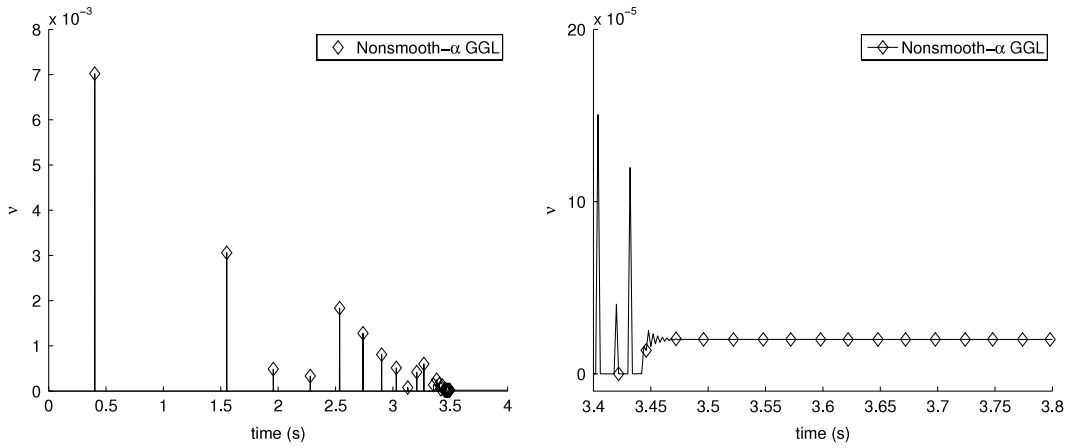 x 10⁻³
8
7
6
5
4
3
2
1
0
ν
0 0.5 1 1.5 2 2.5 3 3.5 4
time (s)
Nonsmooth−α GGL
x 10⁻⁵
20
10
0
ν
3.4 3.45 3.5 3.55 3.6 3.65 3.7 3.75 3.8
time (s)
Nonsmooth−α GGL